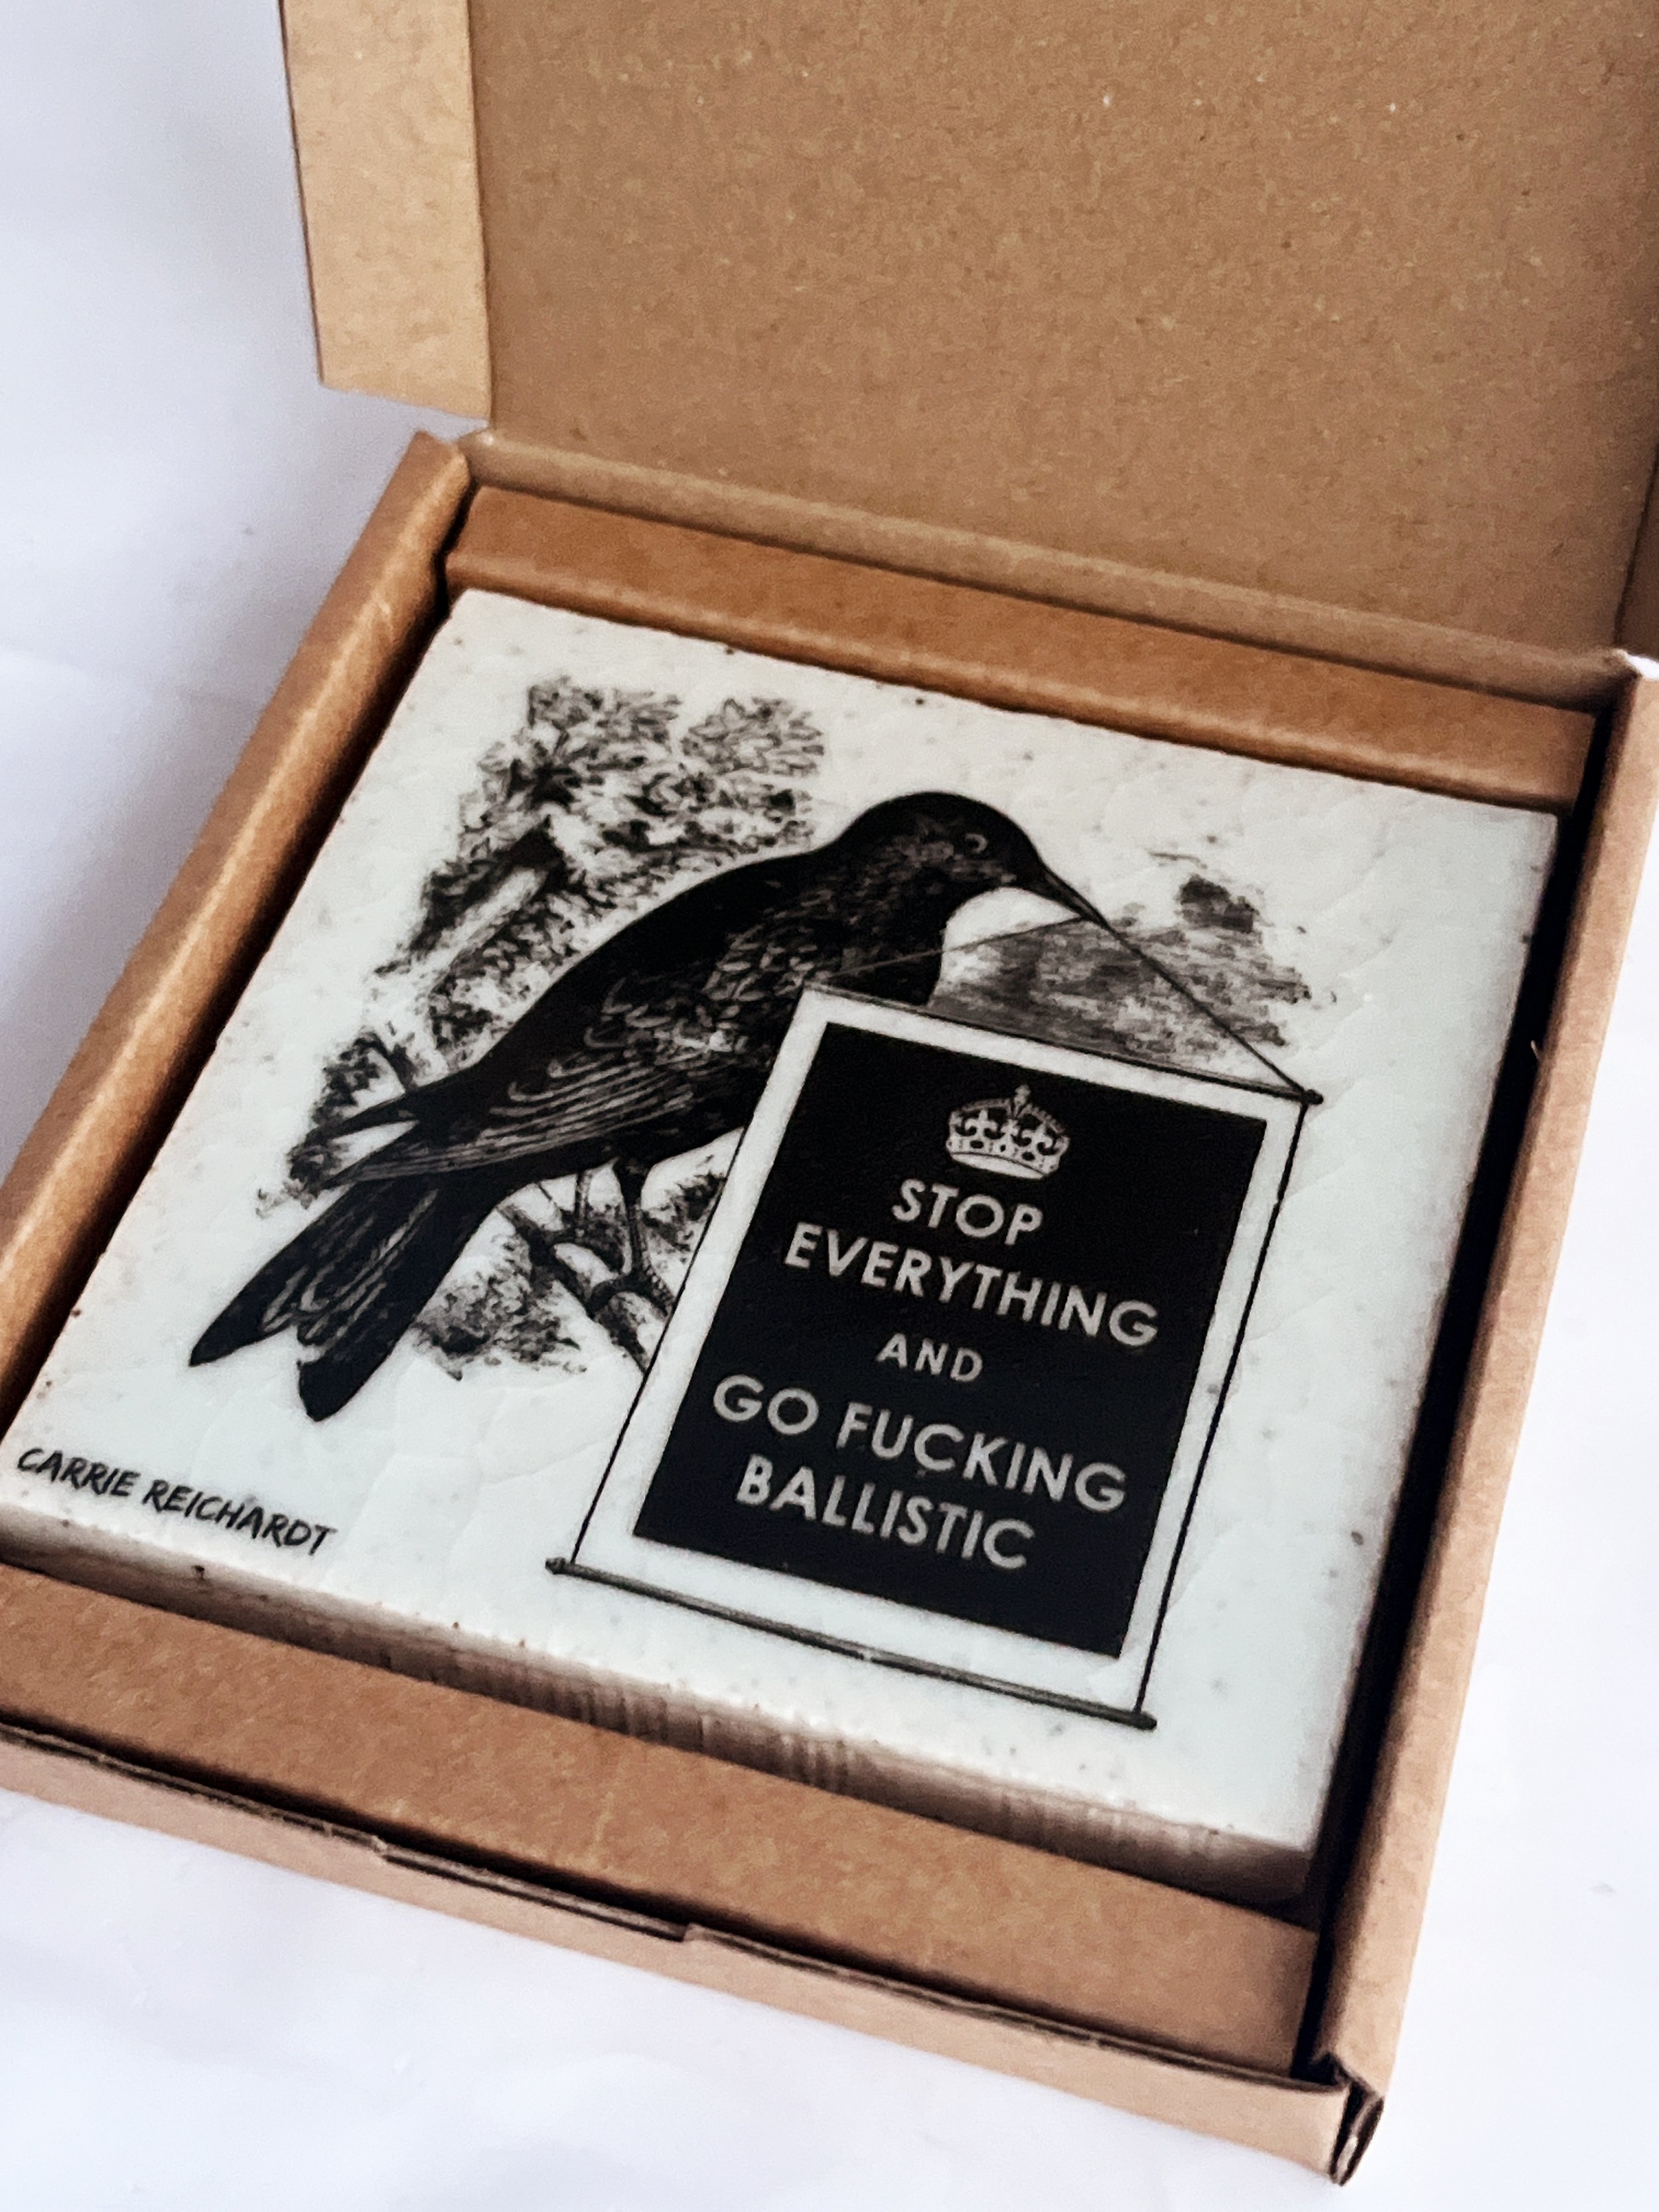 STOP
EVERYTHING
AND
GO FUCKING
BALLISTIC
CARRIE REICHARDT